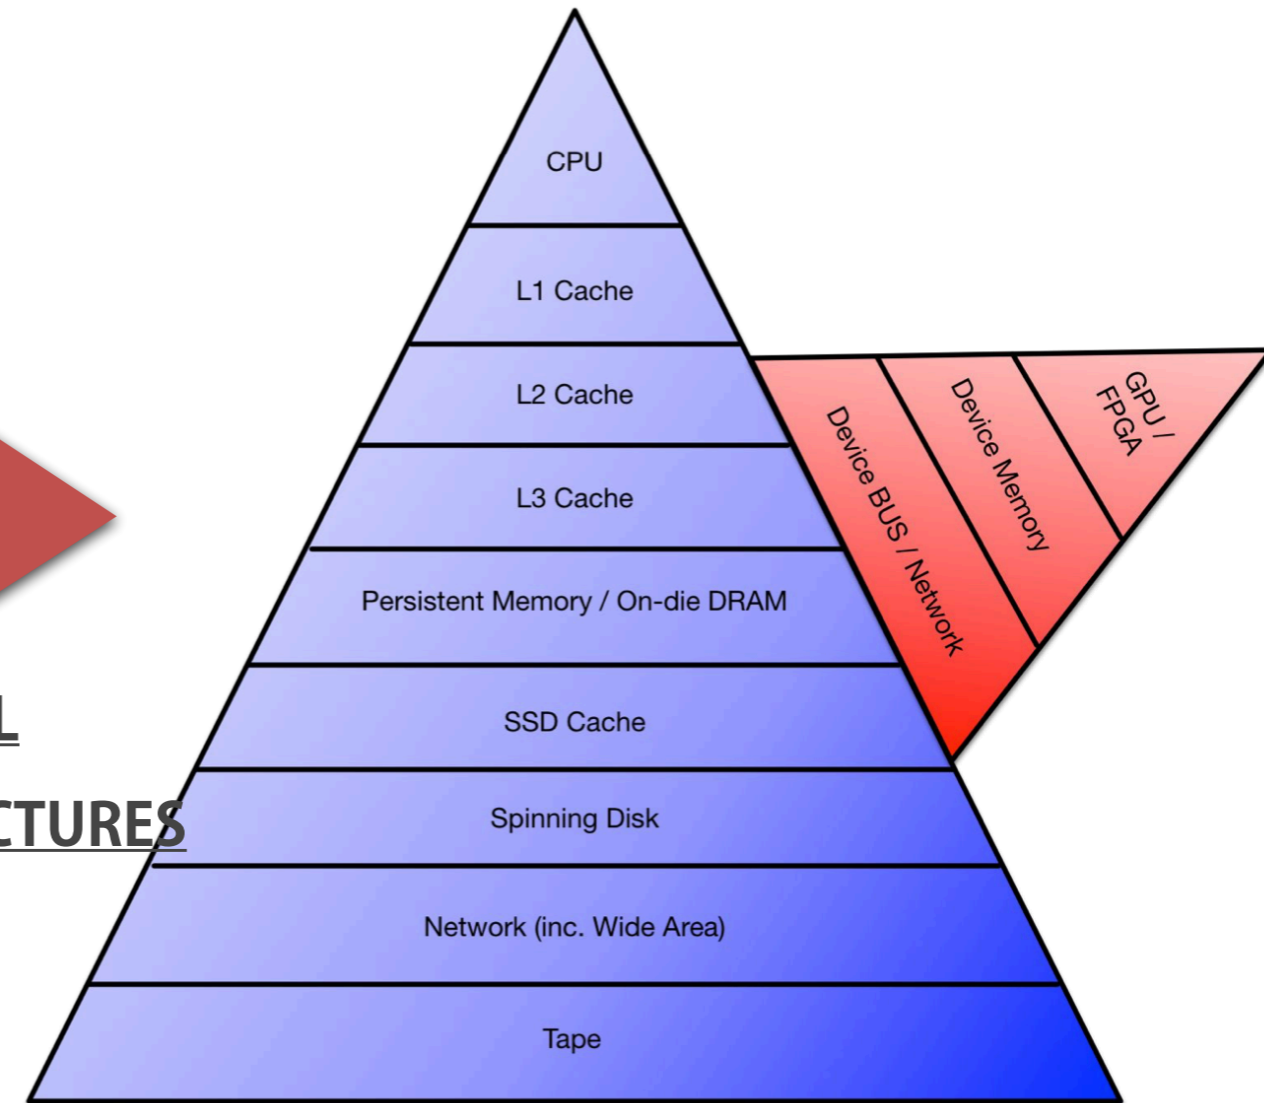 CPU
L1 Cache
L2 Cache
L3 Cache
Persistent Memory / On-die DRAM
SSD Cache
Spinning Disk
Network (inc. Wide Area)
Tape
Device BUS / Network
Device Memory
GPU /
FPGA
L
CTURES